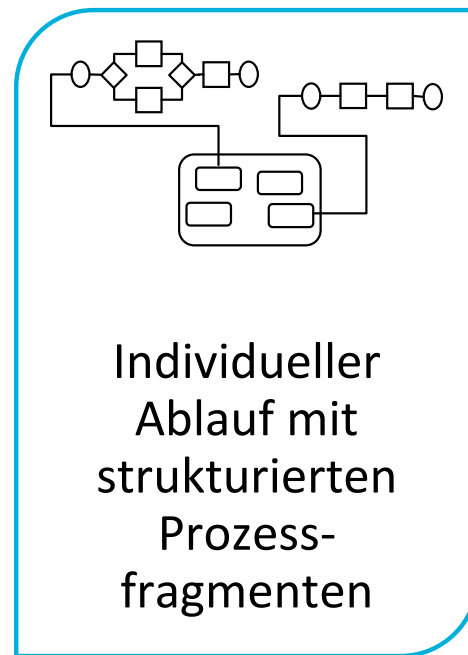 Individueller
Ablauf mit
strukturierten
Prozess-
fragmenten